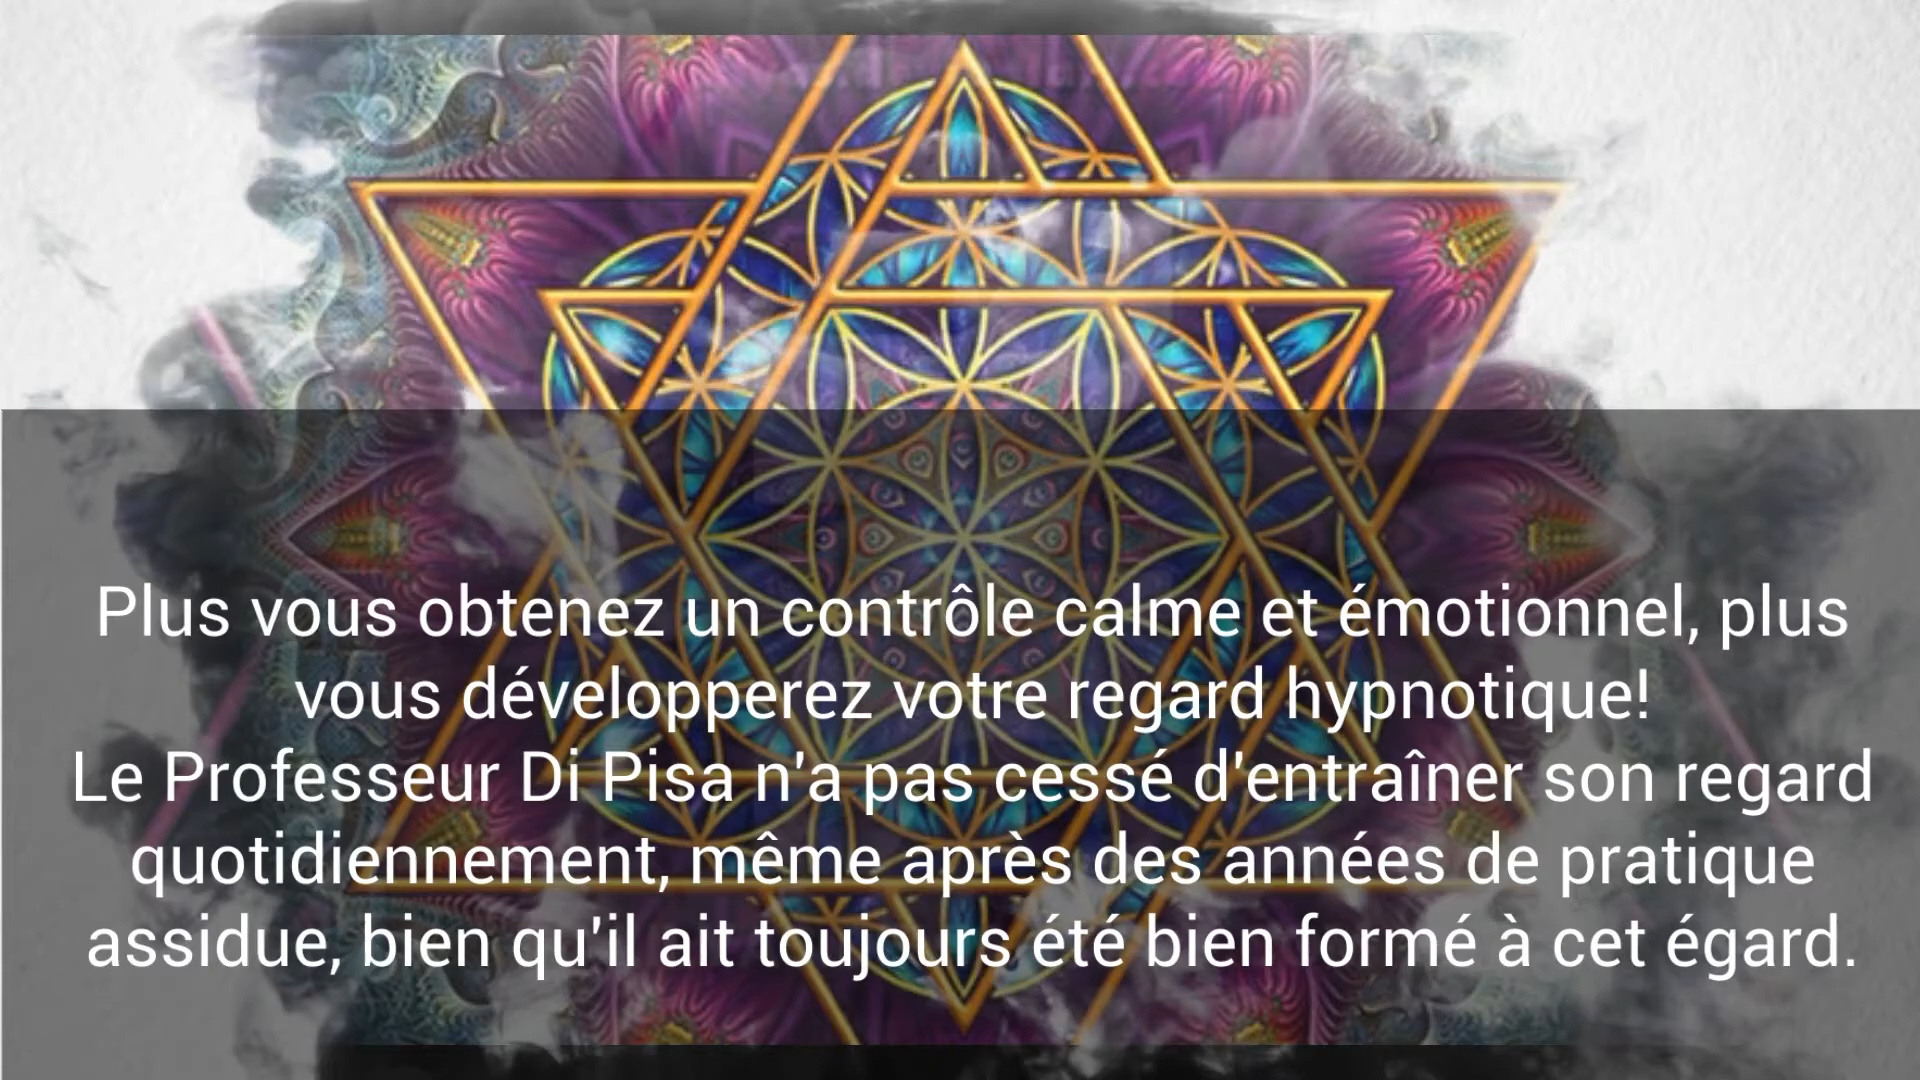 Plus vous obtenez un contrôle calme et émotionnel, plus
vous développerez votre regard hypnotique!
Le Professeur Di Pisa n'a pas cessé d'entraîner son regard
quotidiennement, même après des années de pratique
assidue, bien qu'il ait toujours été bien formé à cet égard.